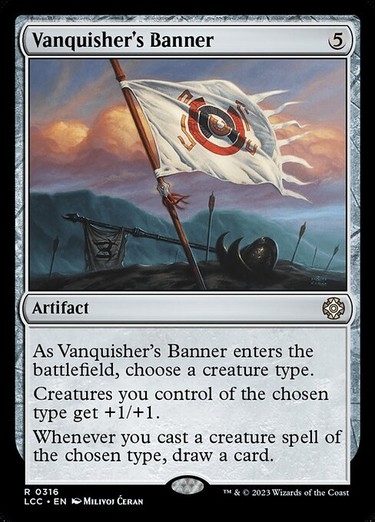 Vanquisher's Banner 5
Artifact
As Vanquisher's Banner enters the
battlefield, choose a creature type.
Creatures you control of the chosen
type get +1/+1.
Whenever you cast a creature spell of
the chosen type, draw a card.
R 0316
LCC • EN Milivoj Ćeran
™ & © 2023 Wizards of the Coast